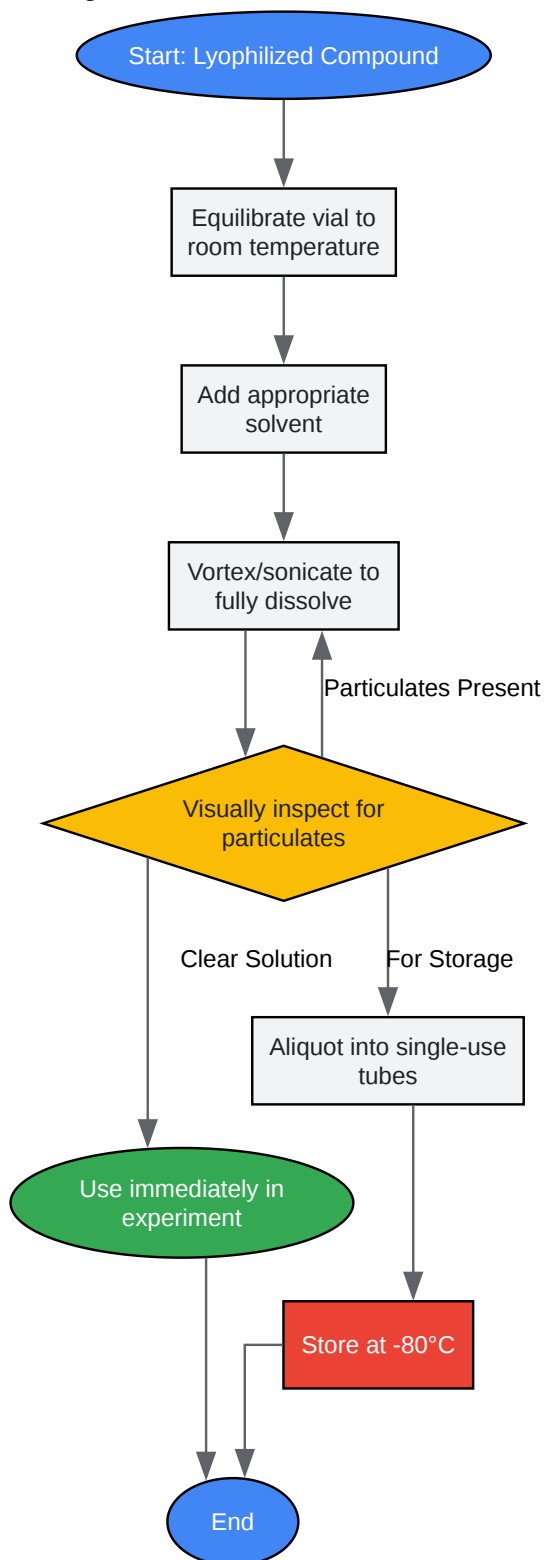 Start: Lyophilized Compound
Equilibrate vial to
room temperature
Add appropriate
solvent
Vortex/sonicate to
fully dissolve
Particulates Present
Visually inspect for
particulates
Clear Solution
For Storage
Aliquot into single-use
tubes
Use immediately in
experiment
Store at -80°C
End